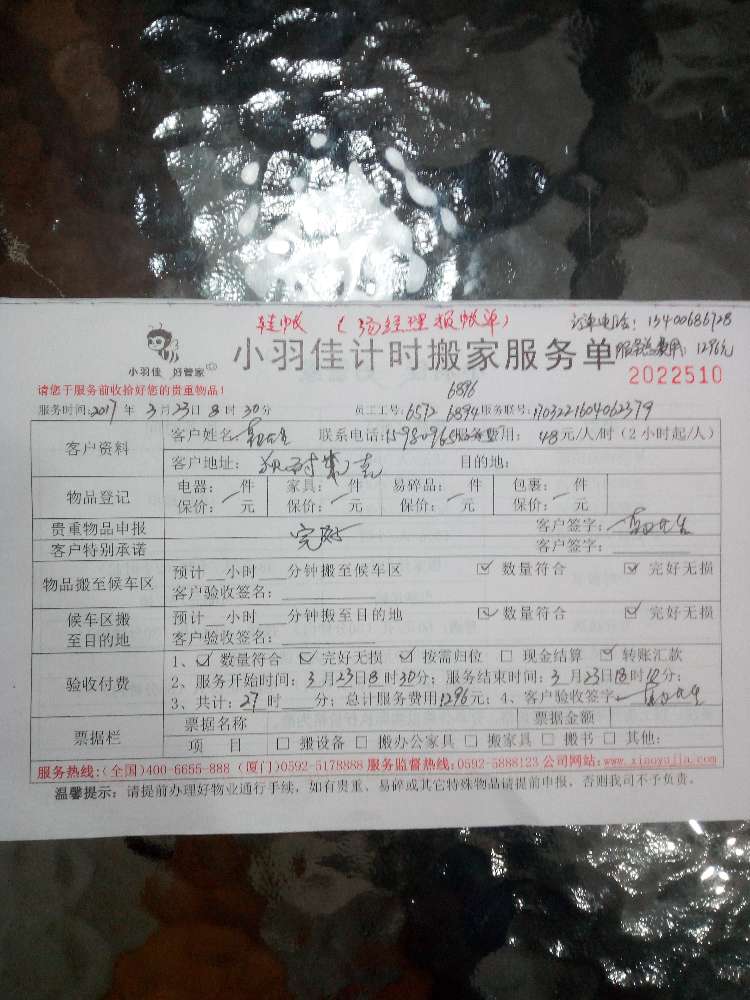 转帐 (汤经理报帐单) 订单电话: 15400686728
小羽佳 好管家 小羽佳计时搬家服务单 服务总费用: 1296元
2022510
请您于服务前收拾好您的贵重物品!
6896
服务时间: 2017 年 3 月 23 日 8 时 30 分 员工工号: 6572 6894 服务联号: 1703221604062379
客户资料
客户姓名: 联系电话: 服务费用: 48 元/人/时 (2 小时起/人)
客户地址: 目的地:
物品登记
电器: 件 家具: 件 易碎品: 件 包裹: 件
保价: 元 保价: 元 保价: 元 保价: 元
贵重物品申报 完好 客户签字:
客户特别承诺 客户签字:
物品搬至候车区
预计__小时__分钟搬至候车区 ☑ 数量符合 ☑ 完好无损
客户验收签名:
候车区搬至目的地
预计__小时__分钟搬至目的地 ☑ 数量符合 ☑ 完好无损
客户验收签名:
验收付费
1、☑ 数量符合 ☑ 完好无损 ☑ 按需归位 □ 现金结算 ☑ 转账汇款
2、服务开始时间: 3 月 23 日 8 时 30 分; 服务结束时间: 3 月 23 日 18 时 分;
3、共计: 27 时__分; 总计服务费用 1296 元; 4、客户验收签字
票据栏
票据名称 票据金额
项 目 □ 搬设备 □ 搬办公家具 □ 搬家具 □ 搬书 □ 其他:
服务热线:(全国)400-6655-888 (厦门)0592-5178888 服务监督热线:0592-5888123 公司网站:www.xiaoyujia.com
温馨提示: 请提前办理好物业通行手续, 如有贵重、易碎或其它特殊物品请提前申报, 否则我司不予负责。